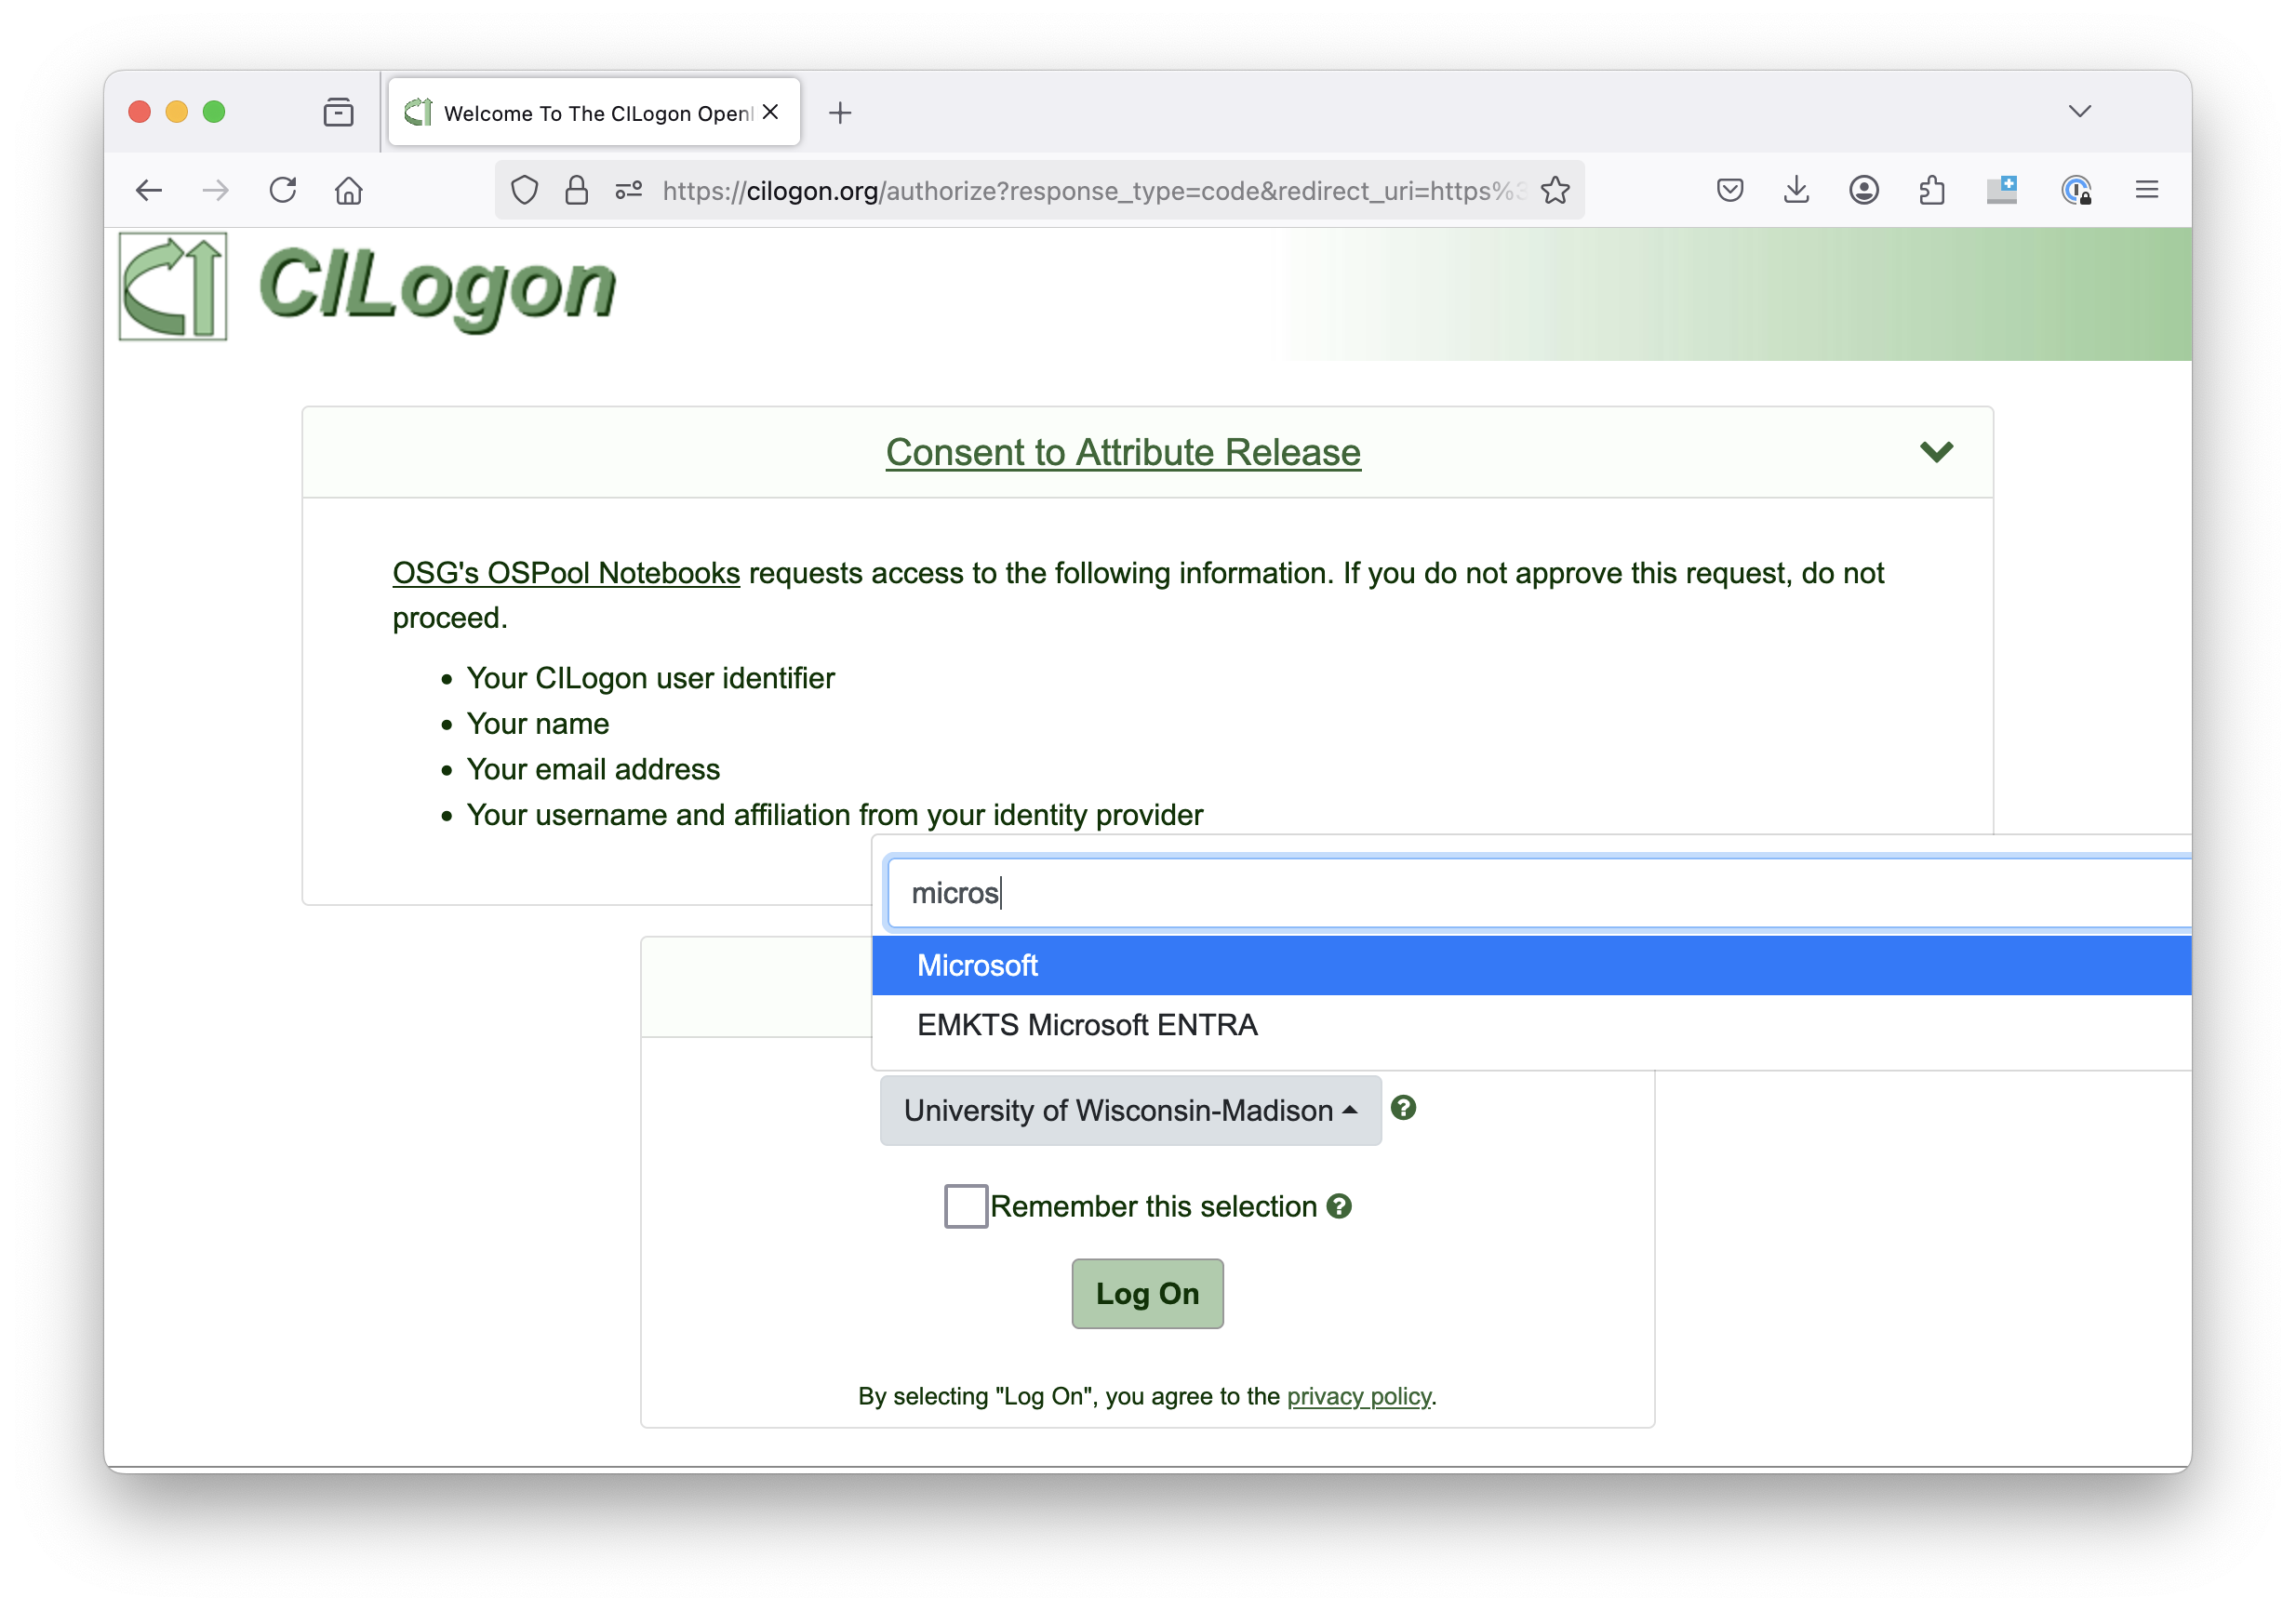 Welcome To The CILogon OpenI
https://cilogon.org/authorize?response_type=code&redirect_uri=https%3
CILogon
Consent to Attribute Release
OSG's OSPool Notebooks requests access to the following information. If you do not approve this request, do not
proceed.
• Your CILogon user identifier
• Your name
• Your email address
• Your username and affiliation from your identity provider
micros
Microsoft
EMKTS Microsoft ENTRA
University of Wisconsin-Madison
Remember this selection
Log On
By selecting "Log On", you agree to the privacy policy.